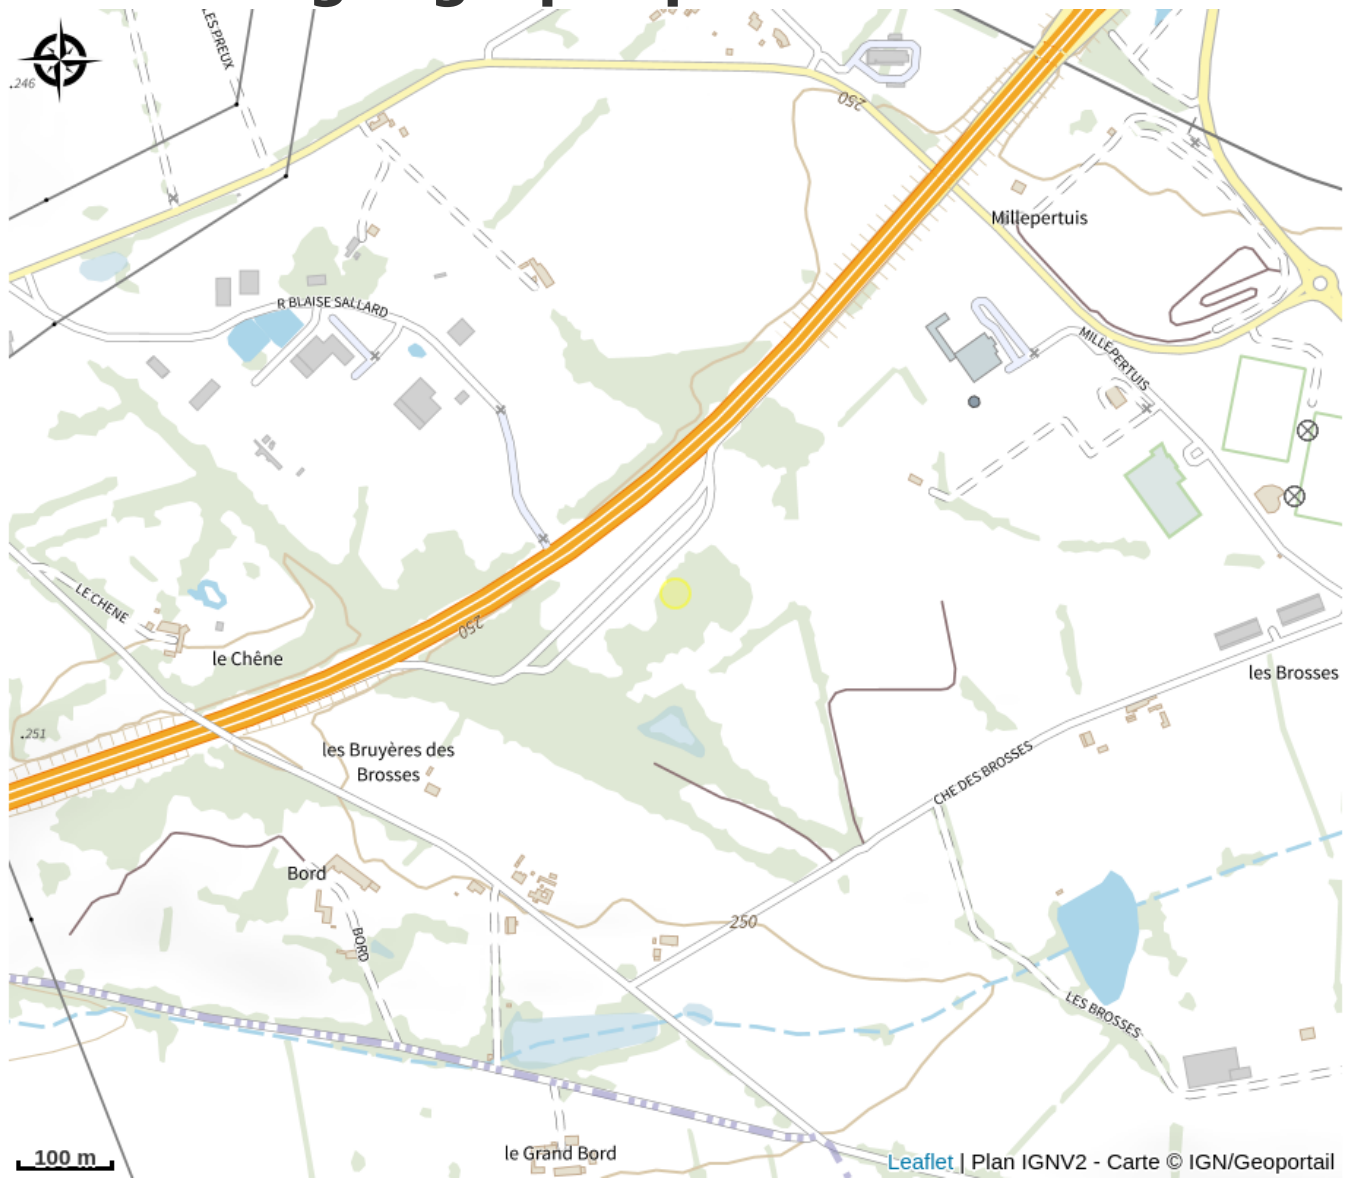 LES PREUX
.246
250
Millepertuis
R BLAISE SALLARD
MILLEPERTUIS
LE CHENE
250
le Chêne
les Brosses
.251
les Bruyères des
Brosses
CHE DES BROSSES
Bord
250
BORD
LES BROSSES
le Grand Bord
100 m
Leaflet | Plan IGNV2 - Carte © IGN/Geoportail